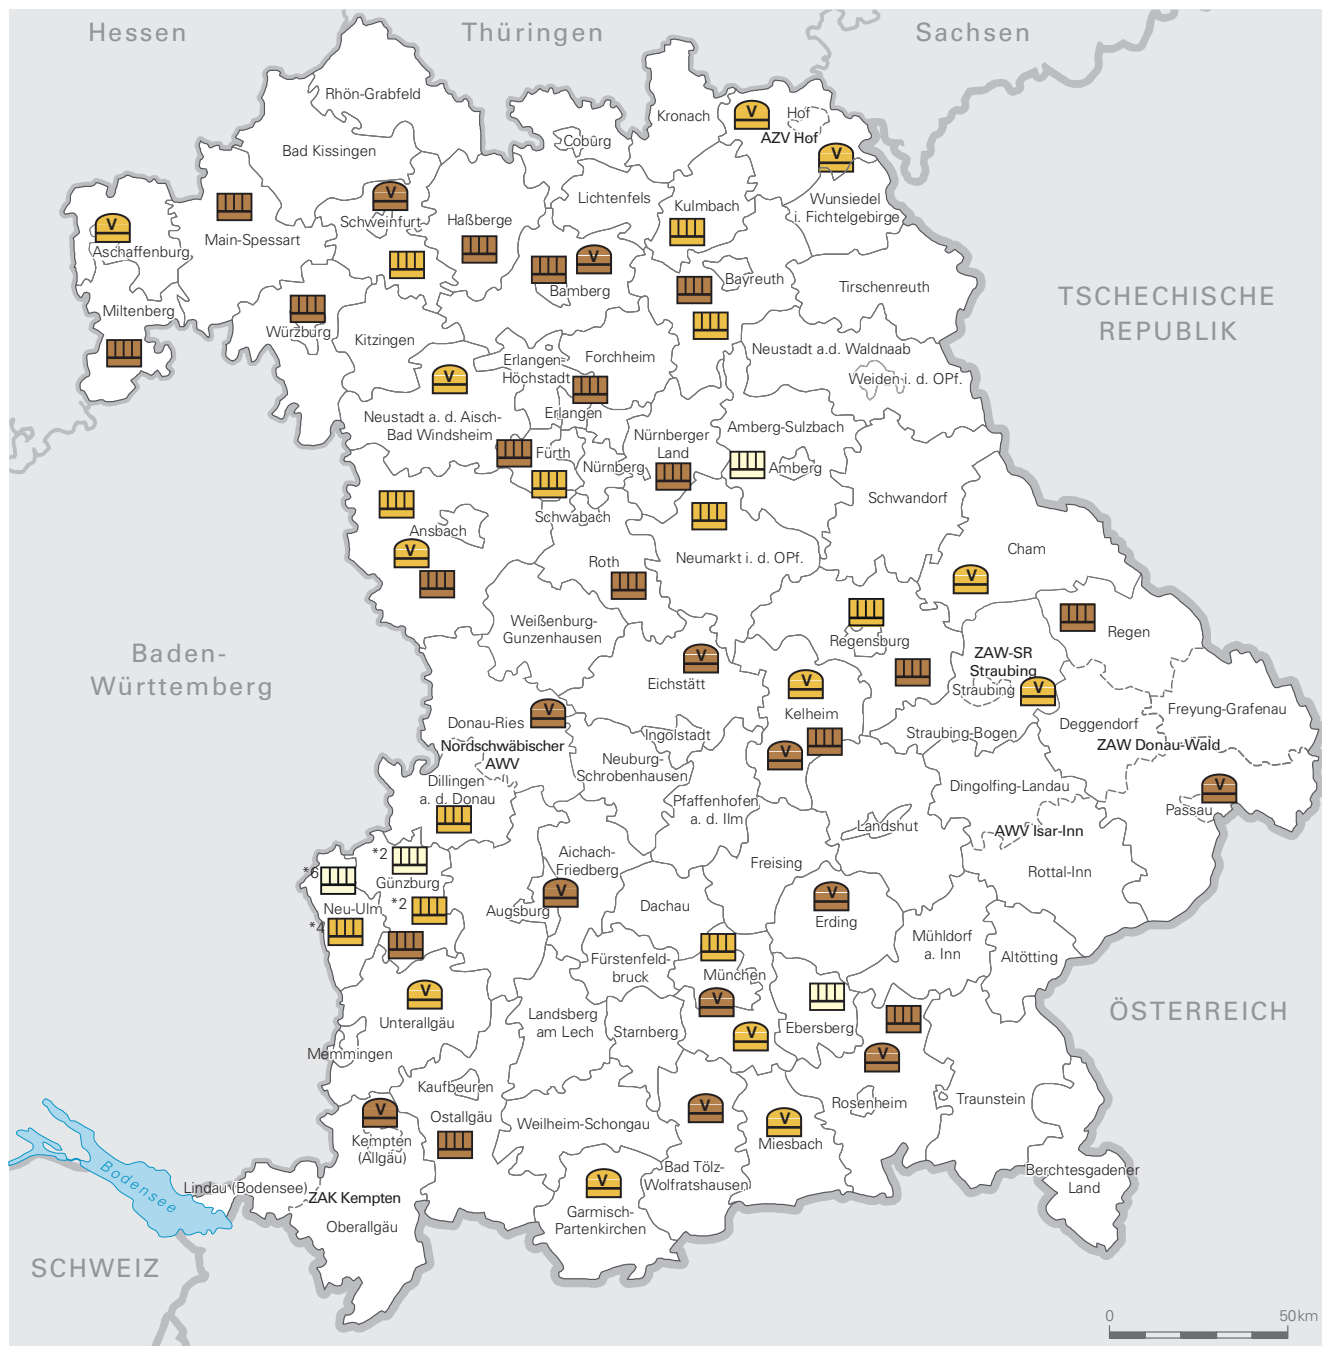 Hessen
Thüringen
Sachsen
Rhön-Grabfeld
Kronach
Hof
V
AZV Hof
Coburg
Bad Kissingen
V
V
Lichtenfels
Kulmbach
Wunsiedel
i. Fichtelgebirge
V
Schweinfurt
Haßberge
Main-Spessart
Aschaffenburg
V
Bamberg
Bayreuth
Tirschenreuth
TSCHECHISCHE
REPUBLIK
Miltenberg
Würzburg
Kitzingen
Erlangen-
Höchstadt
Forchheim
Neustadt a.d. Waldnaab
Weiden i. d. OPf.
V
Erlangen
Neustadt a. d. Aisch-
Bad Windsheim
Nürnberger
Land
Amberg-Sulzbach
Fürth
Nürnberg
Amberg
Schwandorf
Schwabach
Ansbach
V
Cham
Roth
Neumarkt i. d. OPf.
V
Weißenburg-
Gunzenhausen
Regensburg
Regen
Baden-
Württemberg
V
Eichstätt
V
Kelheim
ZAW-SR
Straubing
Straubing
V
Freyung-Grafenau
Donau-Ries
V
Ingolstadt
Straubing-Bogen
Deggendorf
ZAW Donau-Wald
Nordschwäbischer
AWV
Neuburg-
Schrobenhausen
V
Dillingen
a. d. Donau
Dingolfing-Landau
V
Passau
Pfaffenhofen
a. d. Ilm
Landshut
AWV Isar-Inn
*2
Günzburg
Aichach-
Friedberg
Freising
Rottal-Inn
*6
Neu-Ulm
*2
V
V
Augsburg
Dachau
Erding
*4
Mühldorf
a. Inn
Altötting
Fürstenfeld-
bruck
München
V
V
Unterallgäu
Landsberg
am Lech
Starnberg
V
Ebersberg
ÖSTERREICH
Memmingen
V
Kaufbeuren
Rosenheim
Traunstein
V
Ostallgäu
Weilheim-Schongau
V
V
Miesbach
Kempten
(Allgäu)
Bodensee
Lindau (Bodensee)
ZAK Kempten
Bad Tölz-
Wolfratshausen
V
Berchtesgadener
Land
Oberallgäu
Garmisch-
Partenkirchen
SCHWEIZ
0 50 km